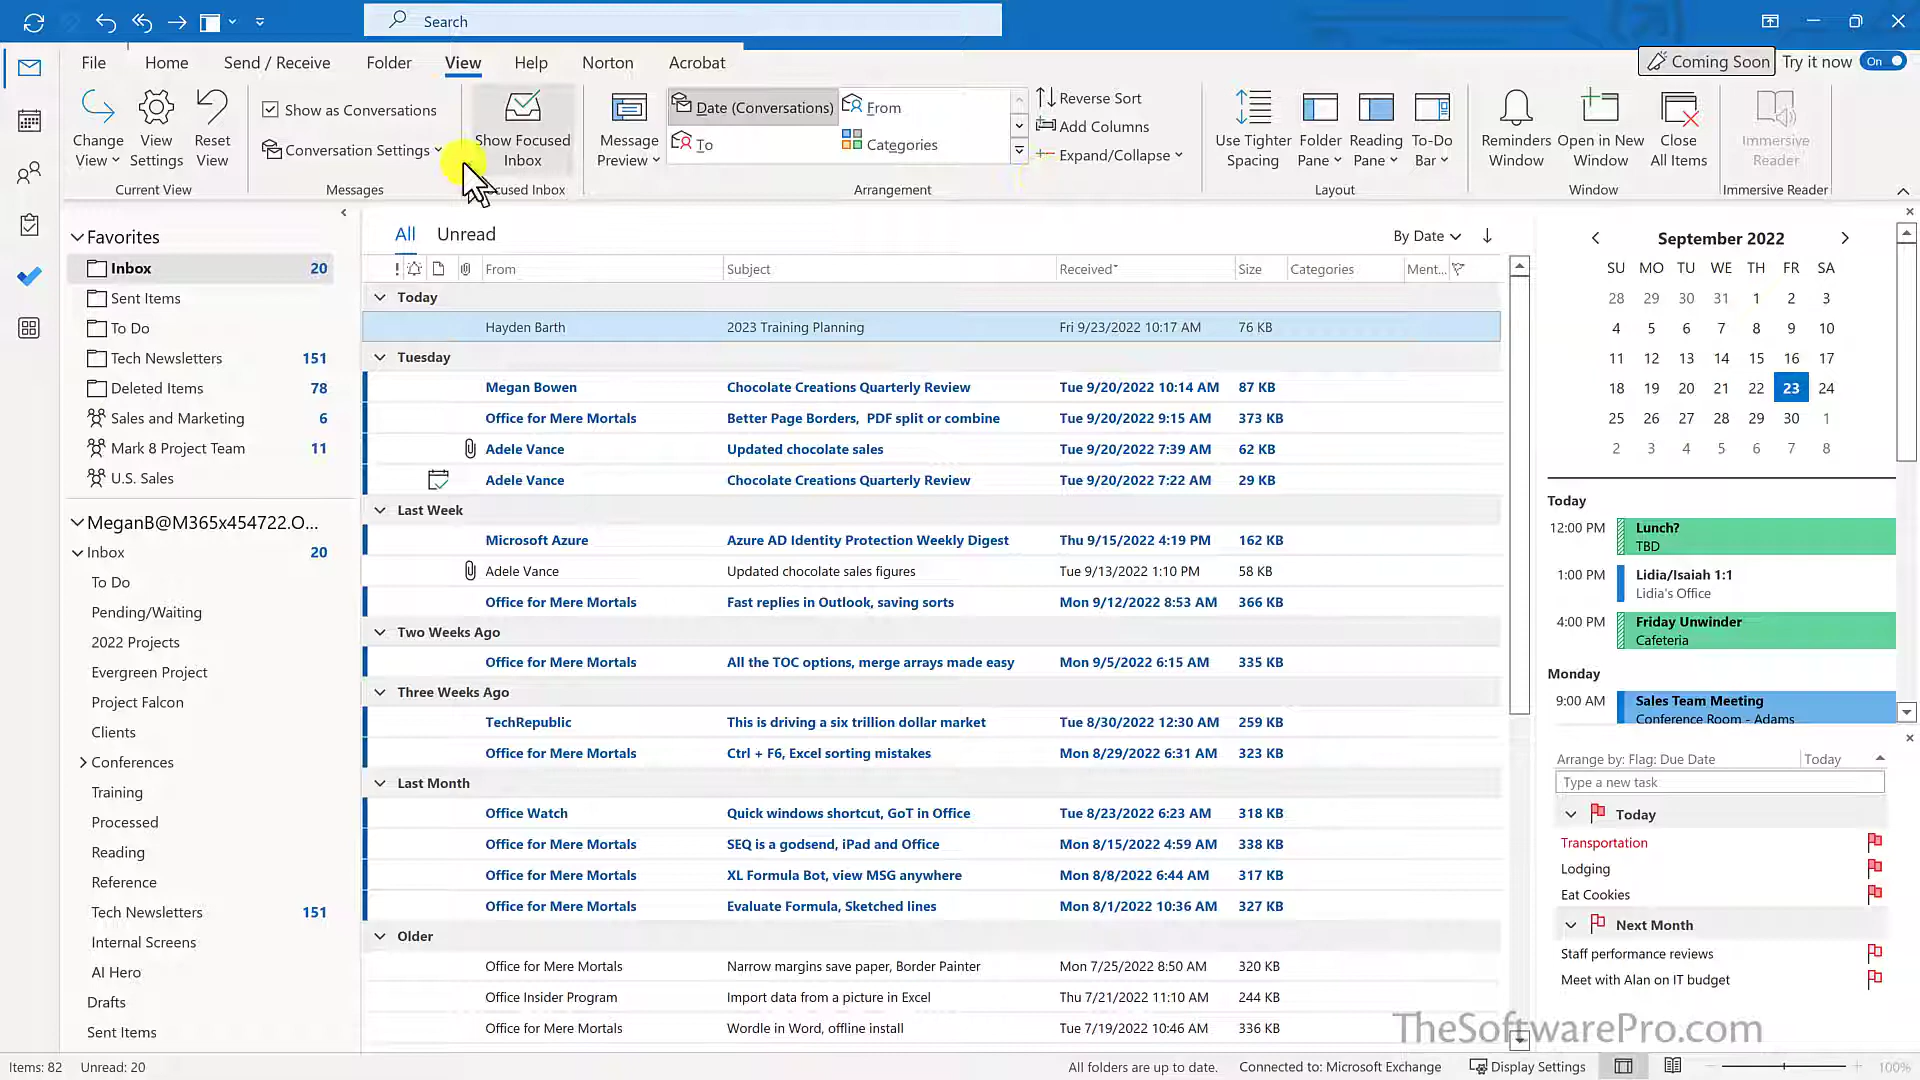 Search
File Home Send / Receive Folder View Help Norton Acrobat
Coming Soon Try it now On
Change View
View Settings
Reset View
Current View
Show as Conversations
Conversation Settings
Messages
Show Focused Inbox
cused Inbox
Message Preview
Date (Conversations) From
To Categories
Reverse Sort
Add Columns
Expand/Collapse
Arrangement
Use Tighter Spacing
Folder Pane
Reading Pane
To-Do Bar
Layout
Reminders Window
Open in New Window
Close All Items
Window
Immersive Reader
Immersive Reader
Favorites
Inbox 20
Sent Items
To Do
Tech Newsletters 151
Deleted Items 78
Sales and Marketing 6
Mark 8 Project Team 11
U.S. Sales
MeganB@M365x454722.O...
Inbox 20
To Do
Pending/Waiting
2022 Projects
Evergreen Project
Project Falcon
Clients
Conferences
Training
Processed
Reading
Reference
Tech Newsletters 151
Internal Screens
AI Hero
Drafts
Sent Items
All Unread By Date
! From Subject Received Size Categories Ment...
Today
Hayden Barth 2023 Training Planning Fri 9/23/2022 10:17 AM 76 KB
Tuesday
Megan Bowen Chocolate Creations Quarterly Review Tue 9/20/2022 10:14 AM 87 KB
Office for Mere Mortals Better Page Borders, PDF split or combine Tue 9/20/2022 9:15 AM 373 KB
Adele Vance Updated chocolate sales Tue 9/20/2022 7:39 AM 62 KB
Adele Vance Chocolate Creations Quarterly Review Tue 9/20/2022 7:22 AM 29 KB
Last Week
Microsoft Azure Azure AD Identity Protection Weekly Digest Thu 9/15/2022 4:19 PM 162 KB
Adele Vance Updated chocolate sales figures Tue 9/13/2022 1:10 PM 58 KB
Office for Mere Mortals Fast replies in Outlook, saving sorts Mon 9/12/2022 8:53 AM 366 KB
Two Weeks Ago
Office for Mere Mortals All the TOC options, merge arrays made easy Mon 9/5/2022 6:15 AM 335 KB
Three Weeks Ago
TechRepublic This is driving a six trillion dollar market Tue 8/30/2022 12:30 AM 259 KB
Office for Mere Mortals Ctrl + F6, Excel sorting mistakes Mon 8/29/2022 6:31 AM 323 KB
Last Month
Office Watch Quick windows shortcut, GoT in Office Tue 8/23/2022 6:23 AM 318 KB
Office for Mere Mortals SEQ is a godsend, iPad and Office Mon 8/15/2022 4:59 AM 338 KB
Office for Mere Mortals XL Formula Bot, view MSG anywhere Mon 8/8/2022 6:44 AM 317 KB
Office for Mere Mortals Evaluate Formula, Sketched lines Mon 8/1/2022 10:36 AM 327 KB
Older
Office for Mere Mortals Narrow margins save paper, Border Painter Mon 7/25/2022 8:50 AM 320 KB
Office Insider Program Import data from a picture in Excel Thu 7/21/2022 11:10 AM 244 KB
Office for Mere Mortals Wordle in Word, offline install Tue 7/19/2022 10:46 AM 336 KB
September 2022
SU MO TU WE TH FR SA
28 29 30 31 1 2 3
4 5 6 7 8 9 10
11 12 13 14 15 16 17
18 19 20 21 22 23 24
25 26 27 28 29 30 1
2 3 4 5 6 7 8
Today
12:00 PM Lunch?
TBD
1:00 PM Lidia/Isaiah 1:1
Lidia's Office
4:00 PM Friday Unwinder
Cafeteria
Monday
9:00 AM Sales Team Meeting
Conference Room - Adams
Arrange by: Flag: Due Date Today
Type a new task
Today
Transportation
Lodging
Eat Cookies
Next Month
Staff performance reviews
Meet with Alan on IT budget
TheSoftwarePro.com
Items: 82 Unread: 20 All folders are up to date. Connected to: Microsoft Exchange Display Settings 100%